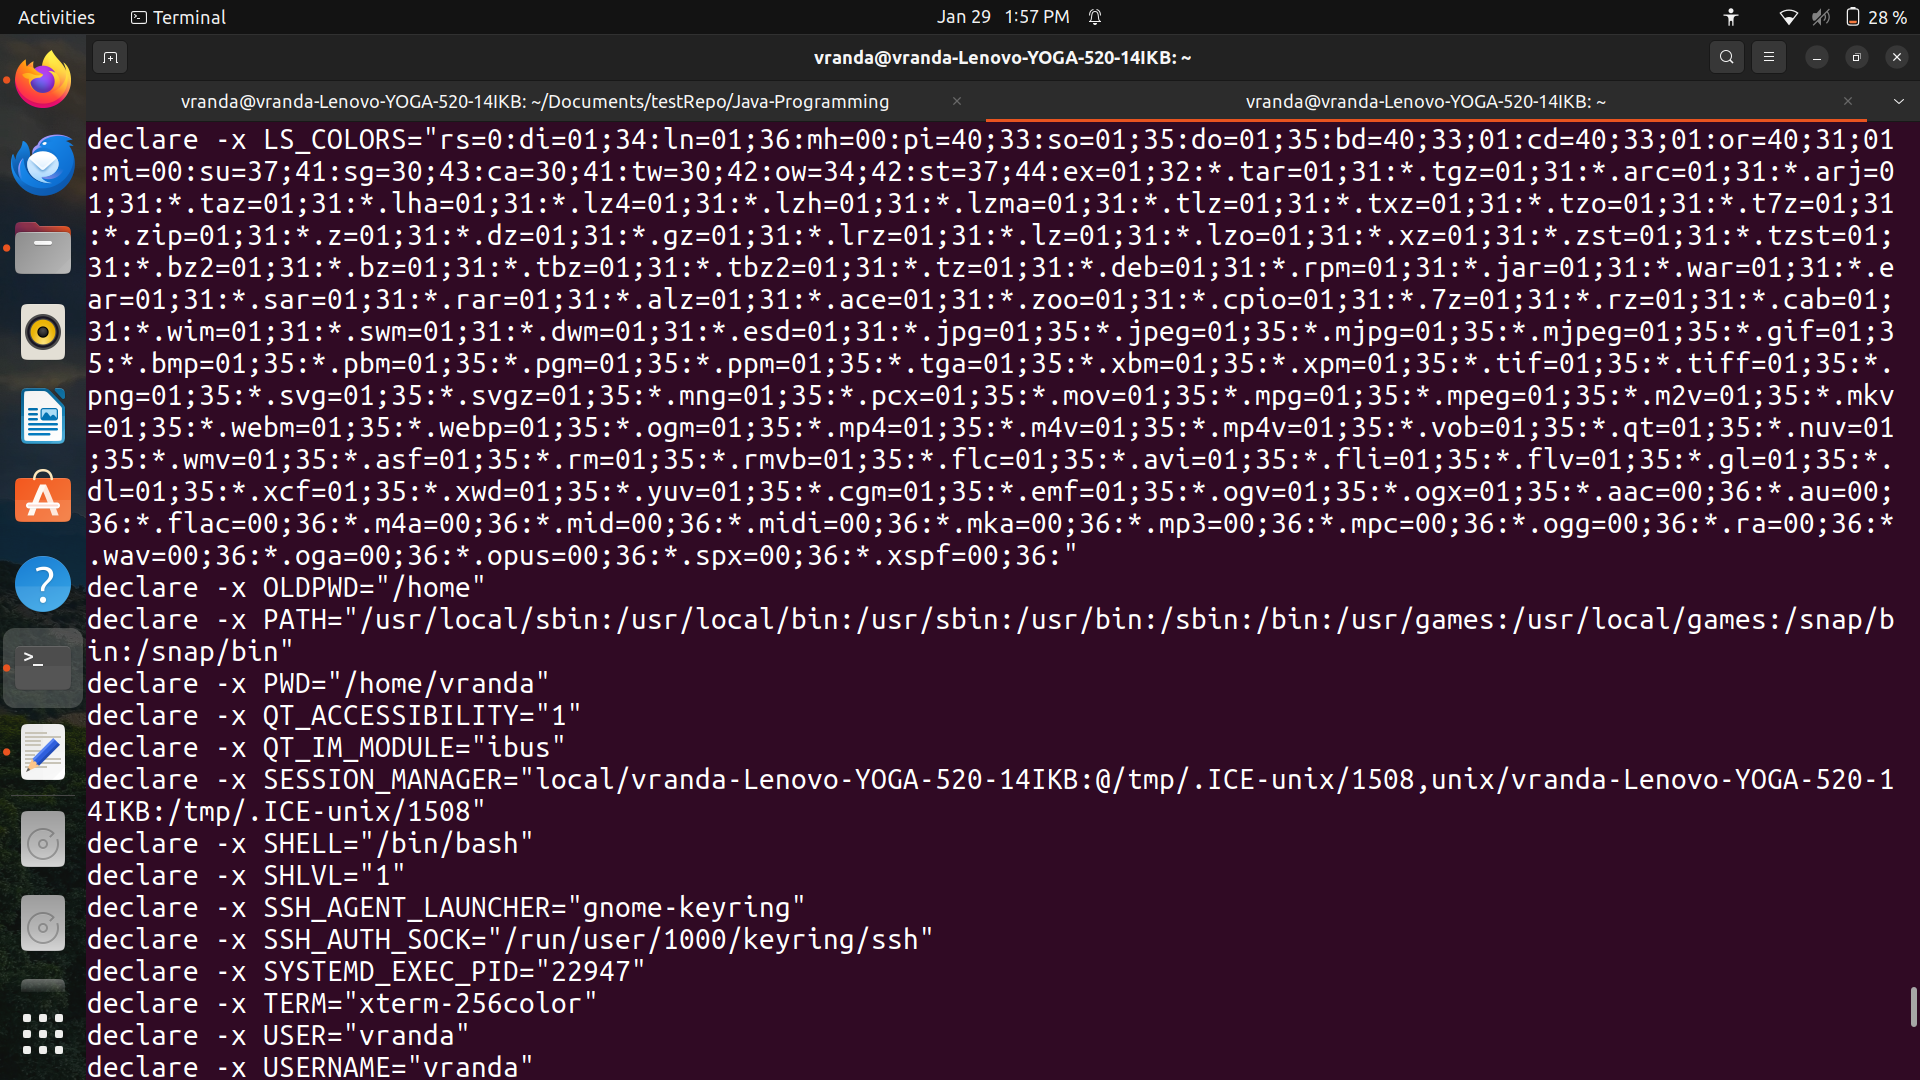 Activities
Terminal
Jan 29 1:57 PM
28 %
vranda@vranda-Lenovo-YOGA-520-14IKB: ~
vranda@vranda-Lenovo-YOGA-520-14IKB: ~/Documents/testRepo/Java-Programming
vranda@vranda-Lenovo-YOGA-520-14IKB: ~
declare -x LS_COLORS="rs=0:di=01;34:ln=01;36:mh=00:pi=40;33:so=01;35:do=01;35:bd=40;33;01:cd=40;33;01:or=40;31;01
:mi=00:su=37;41:sg=30;43:ca=30;41:tw=30;42:ow=34;42:st=37;44:ex=01;32:*.tar=01;31:*.tgz=01;31:*.arc=01;31:*.arj=0
1;31:*.taz=01;31:*.lha=01;31:*.lz4=01;31:*.lzh=01;31:*.lzma=01;31:*.tlz=01;31:*.txz=01;31:*.tzo=01;31:*.t7z=01;31
:*.zip=01;31:*.z=01;31:*.dz=01;31:*.gz=01;31:*.lrz=01;31:*.lz=01;31:*.lzo=01;31:*.xz=01;31:*.zst=01;31:*.tzst=01;
31:*.bz2=01;31:*.bz=01;31:*.tbz=01;31:*.tbz2=01;31:*.tz=01;31:*.deb=01;31:*.rpm=01;31:*.jar=01;31:*.war=01;31:*.e
ar=01;31:*.sar=01;31:*.rar=01;31:*.alz=01;31:*.ace=01;31:*.zoo=01;31:*.cpio=01;31:*.7z=01;31:*.rz=01;31:*.cab=01;
31:*.wim=01;31:*.swm=01;31:*.dwm=01;31:*.esd=01;31:*.jpg=01;35:*.jpeg=01;35:*.mjpg=01;35:*.mjpeg=01;35:*.gif=01;3
5:*.bmp=01;35:*.pbm=01;35:*.pgm=01;35:*.ppm=01;35:*.tga=01;35:*.xbm=01;35:*.xpm=01;35:*.tif=01;35:*.tiff=01;35:*.
png=01;35:*.svg=01;35:*.svgz=01;35:*.mng=01;35:*.pcx=01;35:*.mov=01;35:*.mpg=01;35:*.mpeg=01;35:*.m2v=01;35:*.mkv
=01;35:*.webm=01;35:*.webp=01;35:*.ogm=01;35:*.mp4=01;35:*.m4v=01;35:*.mp4v=01;35:*.vob=01;35:*.qt=01;35:*.nuv=01
;35:*.wmv=01;35:*.asf=01;35:*.rm=01;35:*.rmvb=01;35:*.flc=01;35:*.avi=01;35:*.fli=01;35:*.flv=01;35:*.gl=01;35:*.
dl=01;35:*.xcf=01;35:*.xwd=01;35:*.yuv=01;35:*.cgm=01;35:*.emf=01;35:*.ogv=01;35:*.ogx=01;35:*.aac=00;36:*.au=00;
36:*.flac=00;36:*.m4a=00;36:*.mid=00;36:*.midi=00;36:*.mka=00;36:*.mp3=00;36:*.mpc=00;36:*.ogg=00;36:*.ra=00;36:*
.wav=00;36:*.oga=00;36:*.opus=00;36:*.spx=00;36:*.xspf=00;36:"
declare -x OLDPWD="/home"
declare -x PATH="/usr/local/sbin:/usr/local/bin:/usr/sbin:/usr/bin:/sbin:/bin:/usr/games:/usr/local/games:/snap/b
in:/snap/bin"
declare -x PWD="/home/vranda"
declare -x QT_ACCESSIBILITY="1"
declare -x QT_IM_MODULE="ibus"
declare -x SESSION_MANAGER="local/vranda-Lenovo-YOGA-520-14IKB:@/tmp/.ICE-unix/1508,unix/vranda-Lenovo-YOGA-520-1
4IKB:/tmp/.ICE-unix/1508"
declare -x SHELL="/bin/bash"
declare -x SHLVL="1"
declare -x SSH_AGENT_LAUNCHER="gnome-keyring"
declare -x SSH_AUTH_SOCK="/run/user/1000/keyring/ssh"
declare -x SYSTEMD_EXEC_PID="22947"
declare -x TERM="xterm-256color"
declare -x USER="vranda"
declare -x USERNAME="vranda"